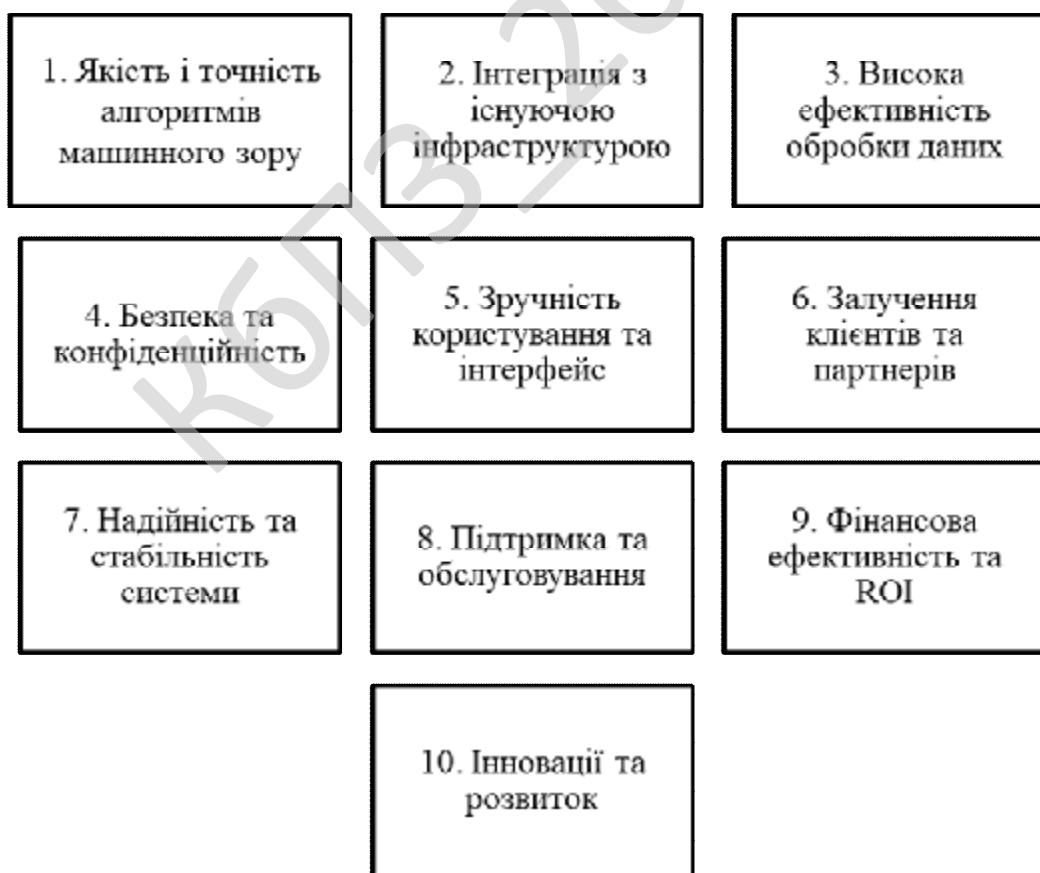 1. Якість і точність
алгоритмів
машинного зору
2. Інтеграція з
існуючою
інфраструктурою
3. Висока
ефективність
обробки даних
4. Безпека та
конфіденційність
5. Зручність
користування та
інтерфейс
6. Залучення
клієнтів та
партнерів
7. Надійність та
стабільність
системи
8. Підтримка та
обслуговування
9. Фінансова
ефективність та
ROI
10. Інновації та
розвиток